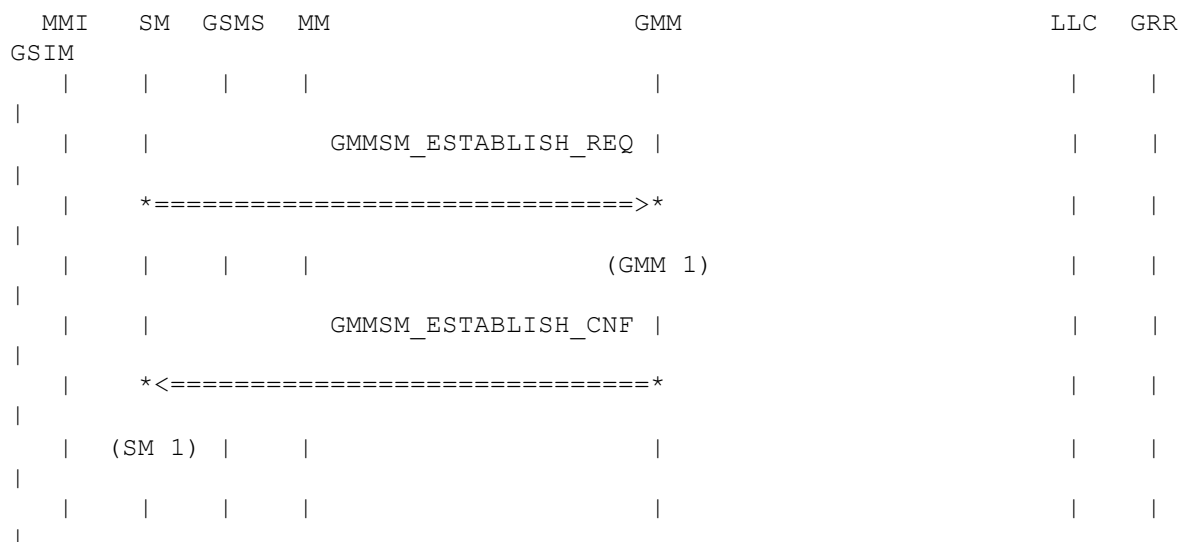 MMI   SM  GSMS  MM                GMM                   LLC  GRR
GSIM
   |    |    |    |                  |                     |    |
|
   |    |         GMMSM_ESTABLISH_REQ |                     |    |
|
   |    *==============================>*                     |    |
|
   |    |    |    |               (GMM 1)                  |    |
|
   |    |         GMMSM_ESTABLISH_CNF |                     |    |
|
   |    *<==============================*                     |    |
|
   |  (SM 1) |    |                  |                     |    |
|
   |    |    |    |                  |                     |    |
|